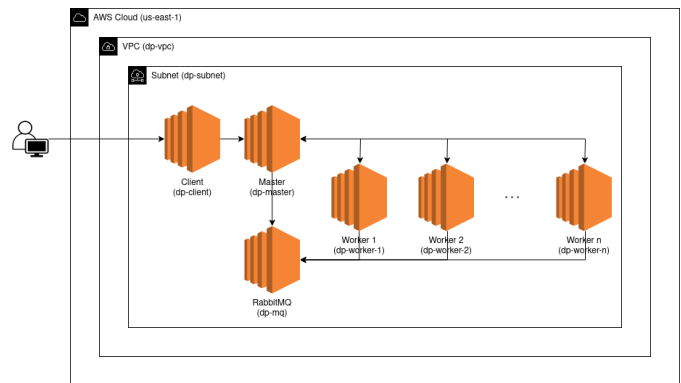 AWS Cloud (us-east-1)
VPC (dp-vpc)
Subnet (dp-subnet)
Client
(dp-client)
Master
(dp-master)
Worker 1
(dp-worker-1)
Worker 2
(dp-worker-2)
...
Worker n
(dp-worker-n)
RabbitMQ
(dp-mq)